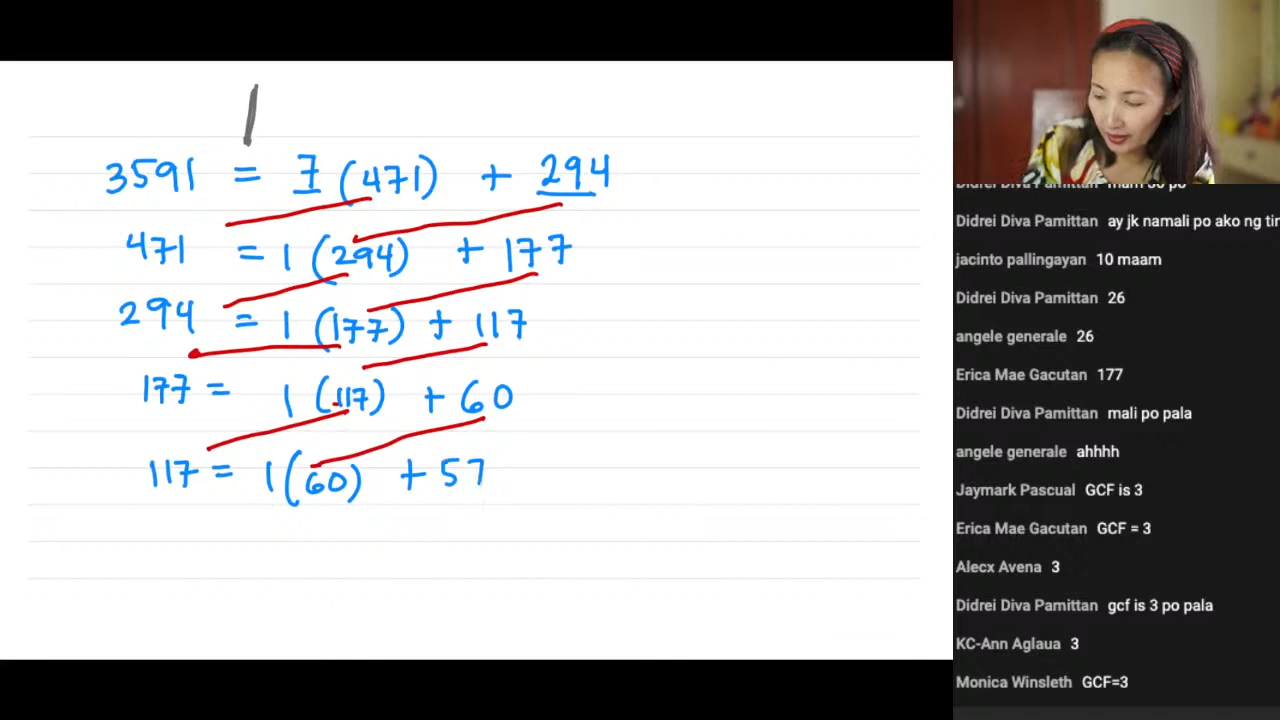 3591 = 7 (471) + 294
471 = 1 (294) + 177
294 = 1 (177) + 117
177 = 1 (117) + 60
117 = 1 (60) + 57
Didrei Diva Pamittan ay jk namali po ako ng tin
jacinto pallingayan 10 maam
Didrei Diva Pamittan 26
angele generale 26
Erica Mae Gacutan 177
Didrei Diva Pamittan mali po pala
angele generale ahhhh
Jaymark Pascual GCF is 3
Erica Mae Gacutan GCF = 3
Alecx Avena 3
Didrei Diva Pamittan gcf is 3 po pala
KC-Ann Aglaua 3
Monica Winsleth GCF=3